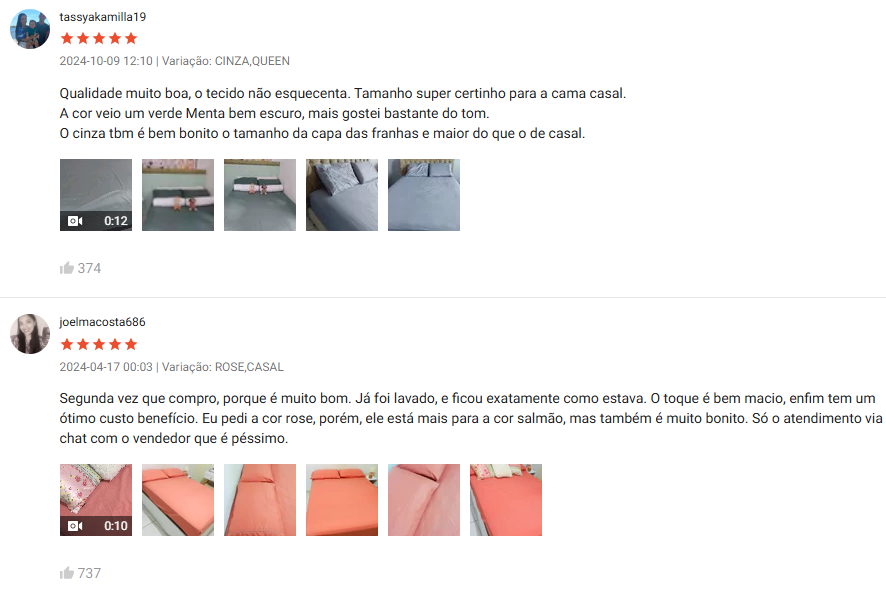 tassyakamilla19
2024-10-09 12:10 | Variação: CINZA,QUEEN
Qualidade muito boa, o tecido não esquecenta. Tamanho super certinho para a cama casal.
A cor veio um verde Menta bem escuro, mais gostei bastante do tom.
O cinza tbm é bem bonito o tamanho da capa das franhas e maior do que o de casal.
0:12
374
joelmacosta686
2024-04-17 00:03 | Variação: ROSE,CASAL
Segunda vez que compro, porque é muito bom. Já foi lavado, e ficou exatamente como estava. O toque é bem macio, enfim tem um
ótimo custo benefício. Eu pedi a cor rose, porém, ele está mais para a cor salmão, mas também é muito bonito. Só o atendimento via
chat com o vendedor que é péssimo.
0:10
737